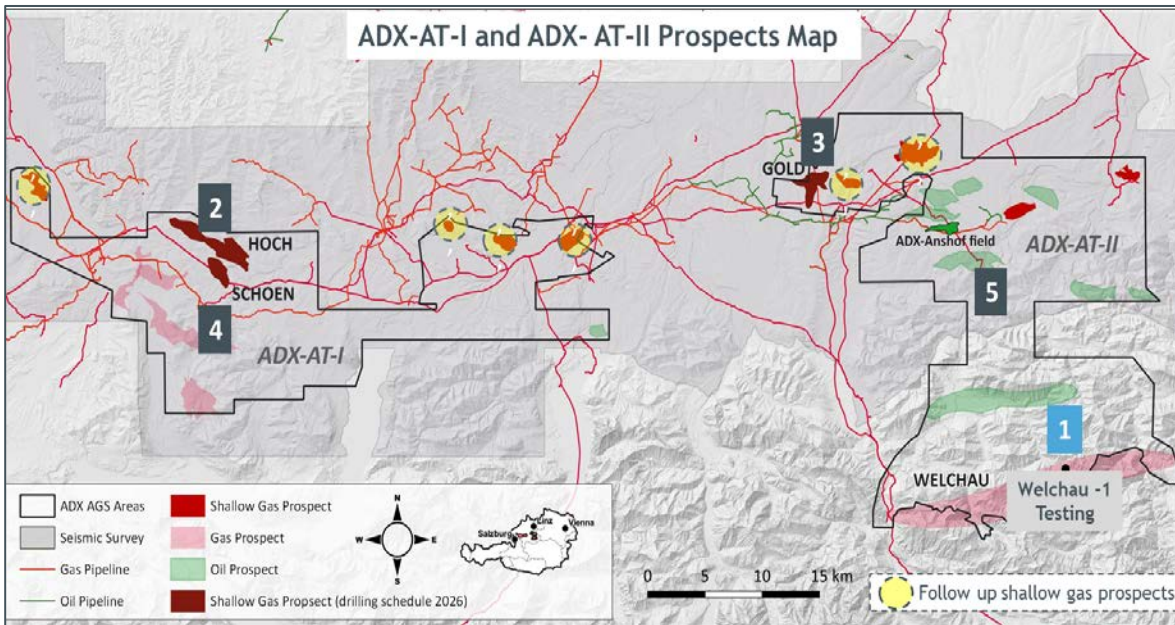 ADX-AT-I and ADX- AT-II Prospects Map
3
GOLD
2
HOCH
SCHOEN
4
ADX-AT-I
ADX-Anshof field
ADX-AT-II
5
1
WELCHAU
Welchau -1
Testing
ADX AGS Areas
Seismic Survey
Gas Pipeline
Oil Pipeline
Shallow Gas Prospect
Gas Prospect
Oil Prospect
Shallow Gas Propsect (drilling schedule 2026)
N
W
E
S
Salzburg
Linz
Vienna
0 5 10 15 km
Follow up shallow gas prospects